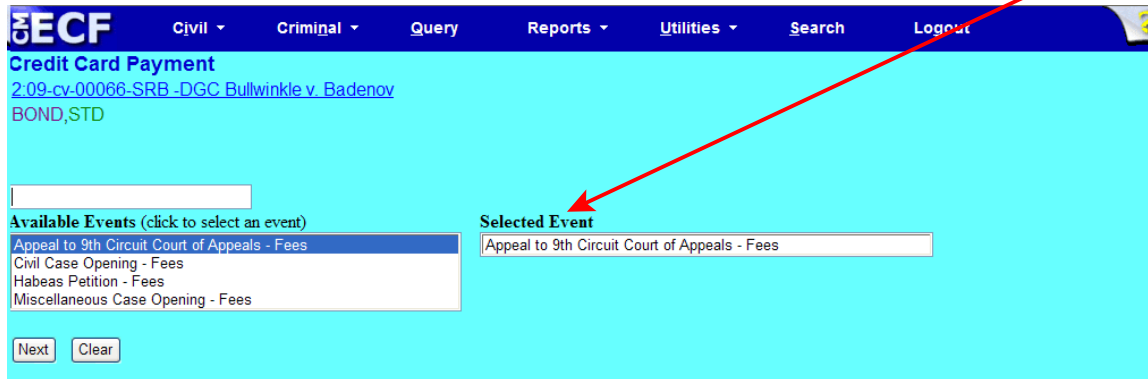 CM ECF Civil Criminal Query Reports Utilities Search Logout
Credit Card Payment
2:09-cv-00066-SRB -DGC Bullwinkle v. Badenov
BOND,STD
Available Events (click to select an event) Selected Event
Appeal to 9th Circuit Court of Appeals - Fees Appeal to 9th Circuit Court of Appeals - Fees
Civil Case Opening - Fees
Habeas Petition - Fees
Miscellaneous Case Opening - Fees
Next Clear